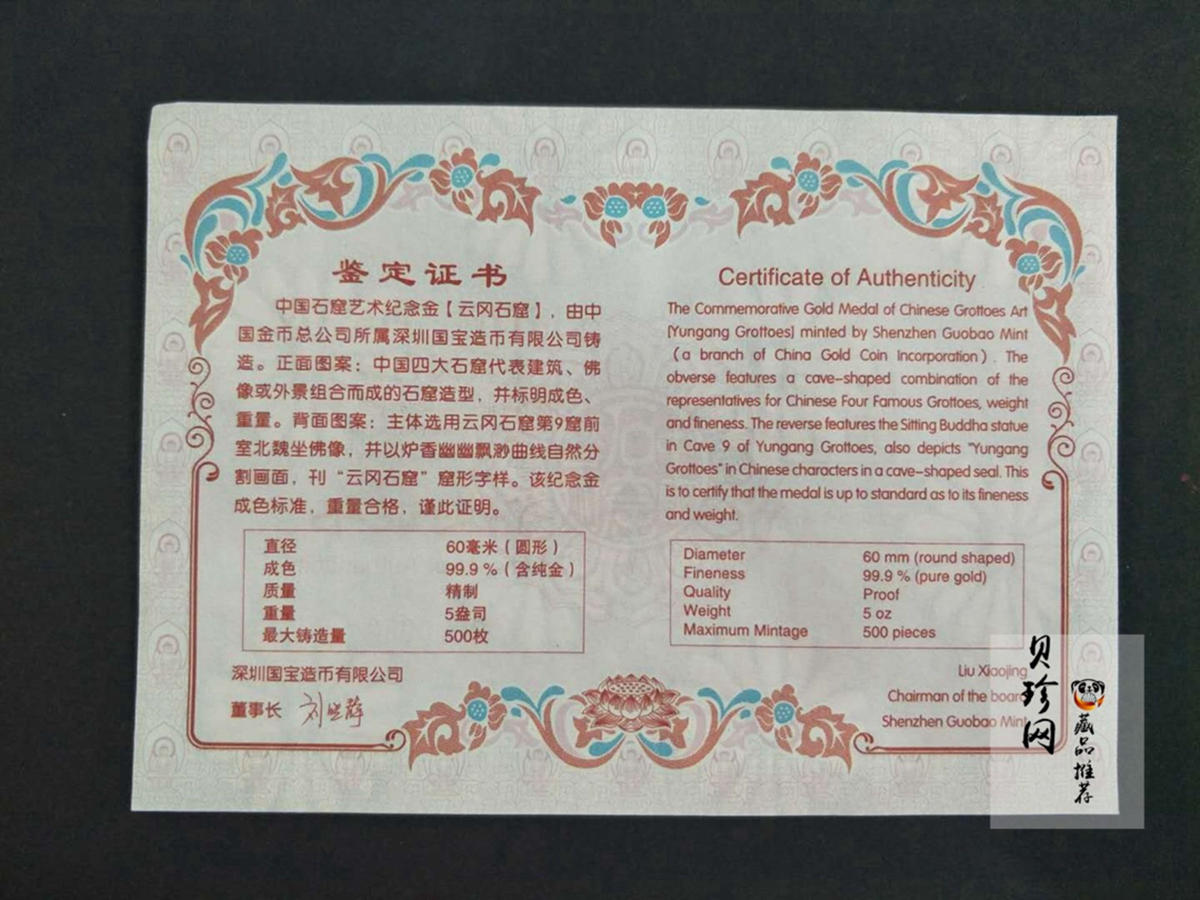 鉴定证书
中国石窟艺术纪念金【云冈石窟】，由中
国金币总公司所属深圳国宝造币有限公司铸
造。正面图案：中国四大石窟代表建筑、佛
像或外景组合而成的石窟造型，并标明成色、
重量。背面图案：主体选用云冈石窟第9窟前
室北魏坐佛像，并以炉香幽幽飘渺曲线自然分
割画面，刊“云冈石窟”窟形字样。该纪念金
成色标准，重量合格，谨此证明。
直径 60毫米（圆形）
成色 99.9％（含纯金）
质量 精制
重量 5盎司
最大铸造量 500枚
深圳国宝造币有限公司
董事长
Certificate of Authenticity
The Commemorative Gold Medal of Chinese Grottoes Art
[Yungang Grottoes] minted by Shenzhen Guobao Mint
(a branch of China Gold Coin Incorporation). The
obverse features a cave-shaped combination of the
representatives for Chinese Four Famous Grottoes, weight
and fineness. The reverse features the Sitting Buddha statue
in Cave 9 of Yungang Grottoes, also depicts "Yungang
Grottoes" in Chinese characters in a cave-shaped seal. This
is to certify that the medal is up to standard as to its fineness
and weight.
Diameter 60 mm (round shaped)
Fineness 99.9 % (pure gold)
Quality Proof
Weight 5 oz
Maximum Mintage 500 pieces
Liu Xiaojing
Chairman of the board
Shenzhen Guobao Mint
贝珍网
藏品推荐